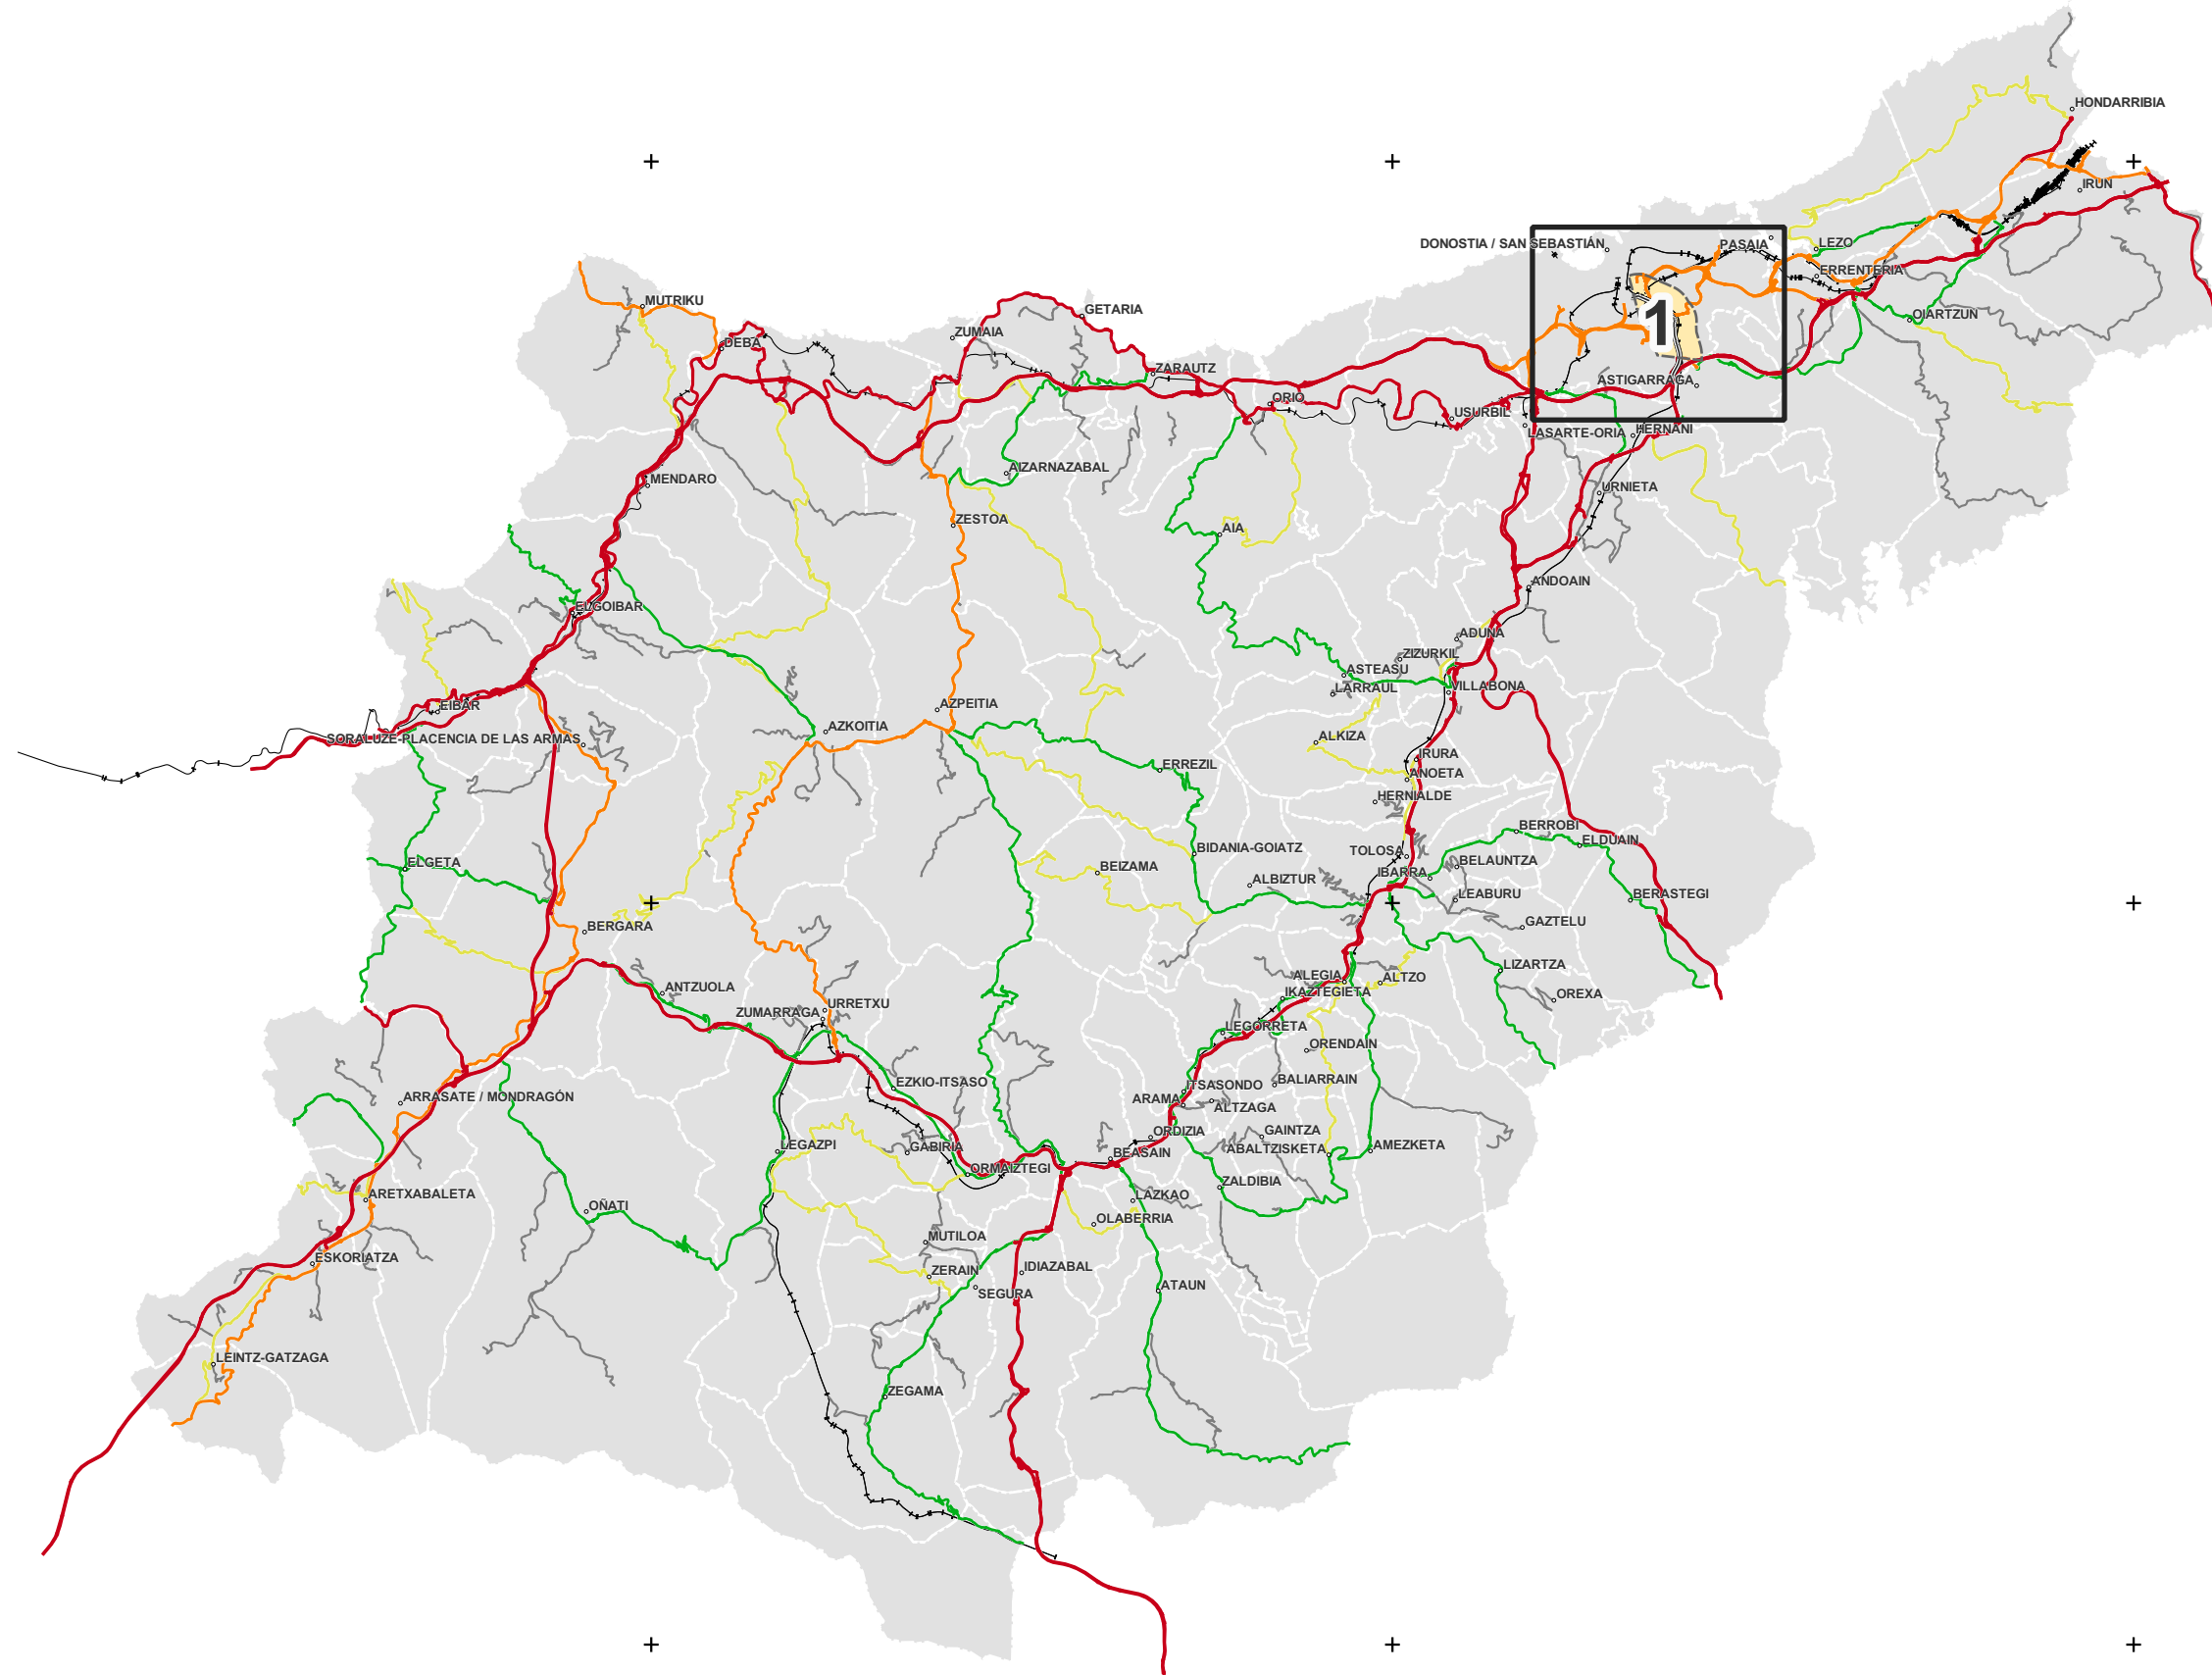 HONDARRIBIA
IRUN
DONOSTIA / SAN SEBASTIÁN
PASAIA
LEZO
ERRENTERIA
MUTRIKU
GETARIA
OIARTZUN
1
ZUMAIA
DEBA
ZARAUTZ
ASTIGARRAGA
ORIO
USURBIL
LASARTE-ORIA
HERNANI
AIZARNAZABAL
MENDARO
URNIETA
ZESTOA
AIA
ANDOAIN
ELGOIBAR
ADUNA
ZIZURKIL
ASTEASU
LARRAUL
VILLABONA
EIBAR
AZPEITIA
AZKOITIA
SORALUZE-PLACENCIA DE LAS ARMAS
ALKIZA
IRURA
ERREZIL
ANOETA
HERNIALDE
BERROBI
ELDUAIN
BIDANIA-GOIATZ
TOLOSA
BELAUNTZA
ELGETA
BEIZAMA
IBARRA
ALBIZTUR
LEABURU
BERASTEGI
GAZTELU
BERGARA
LIZARTZA
ALEGIA
ALTZO
ANTZUOLA
IKAZTEGIETA
OREXA
URRETXU
ZUMARRAGA
LEGORRETA
ORENDAIN
EZKIO-ITSASO
BALIARRAIN
ITSASONDO
ARRASATE / MONDRAGÓN
ARAMA
ALTZAGA
ORDIZIA
GAINTZA
LEGAZPI
GABIRIA
ABALTZISKETA
AMEZKETA
BEASAIN
ORMAIZTEGI
ZALDIBIA
ARETXABALETA
LAZKAO
OÑATI
OLABERRIA
MUTILOA
ESKORIATZA
ZERAIN
IDIAZABAL
ATAUN
SEGURA
LEINTZ-GATZAGA
ZEGAMA